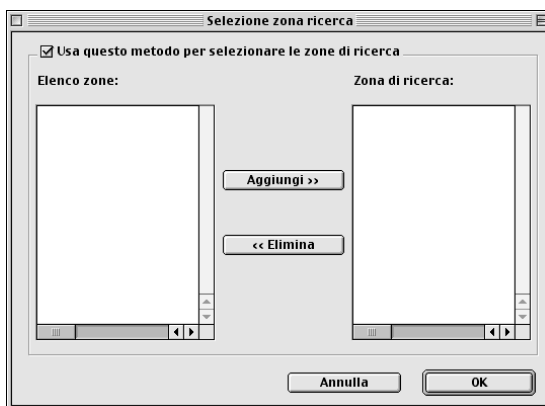 Selezione zona ricerca
Usa questo metodo per selezionare le zone di ricerca
Elenco zone:
Zona di ricerca:
Aggiungi >>
<< Elimina
Annulla
OK